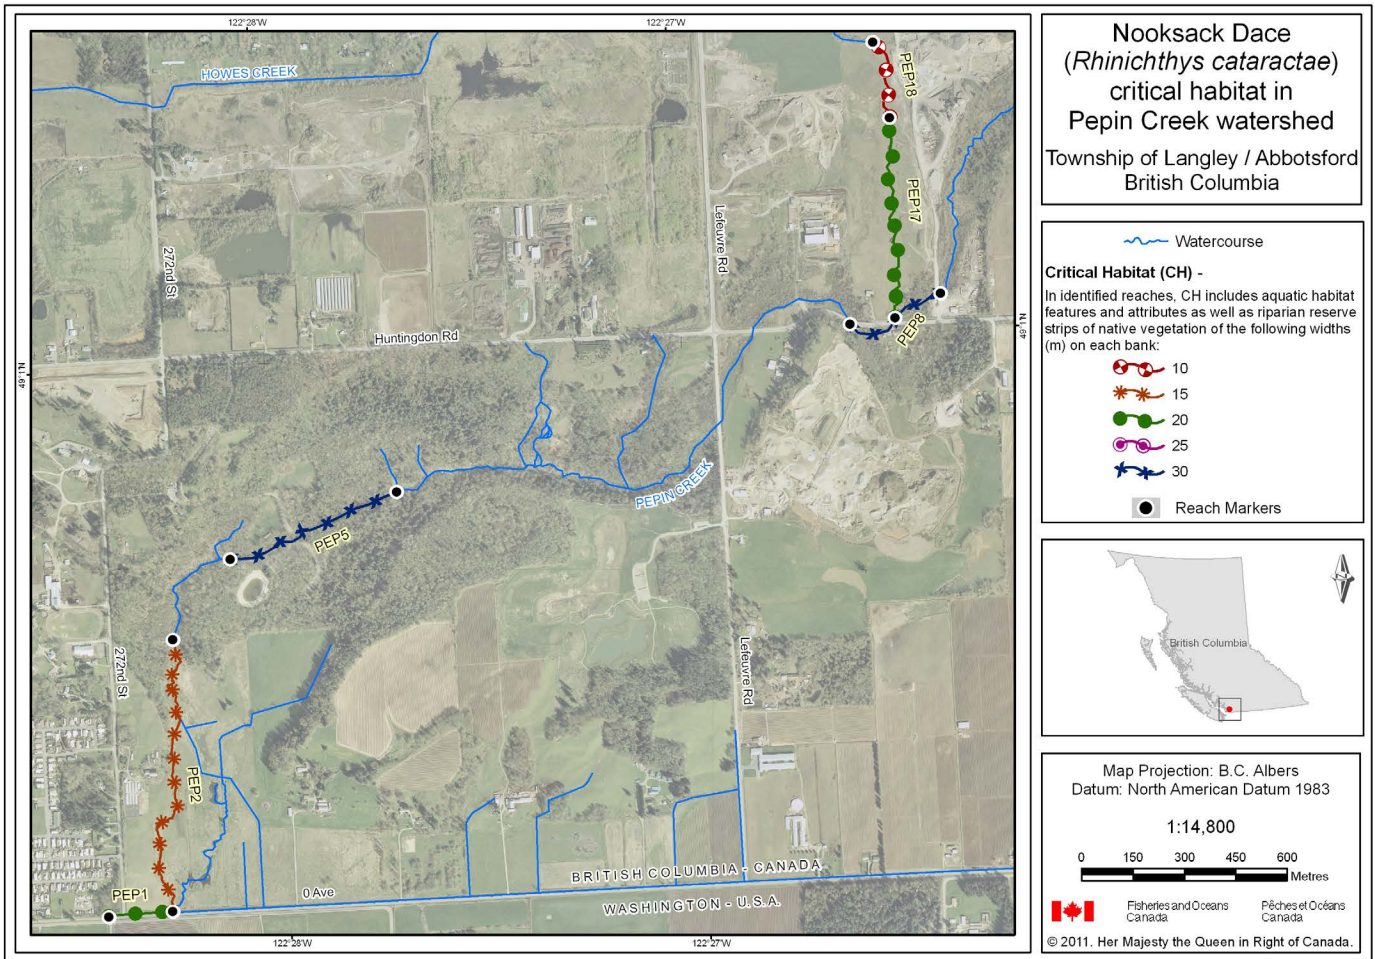 122°28'W
122°27'W
HOWES CREEK
PEP18
272nd St
Lefeuvre Rd
PEP17
Huntingdon Rd
PEP8
49°1'N
49°1'N
PEPIN CREEK
PEP5
272nd St
Lefeuvre Rd
PEP2
PEP1
0 Ave
BRITISH COLUMBIA - CANADA
WASHINGTON - U.S.A.
122°28'W
122°27'W
Nooksack Dace
(Rhinichthys cataractae)
critical habitat in
Pepin Creek watershed
Township of Langley / Abbotsford
British Columbia
Watercourse
Critical Habitat (CH) -
In identified reaches, CH includes aquatic habitat
features and attributes as well as riparian reserve
strips of native vegetation of the following widths
(m) on each bank:
10
15
20
25
30
Reach Markers
British Columbia
Map Projection: B.C. Albers
Datum: North American Datum 1983
1:14,800
0 150 300 450 600
Metres
Fisheries and Oceans
Canada
Pêches et Océans
Canada
© 2011. Her Majesty the Queen in Right of Canada.